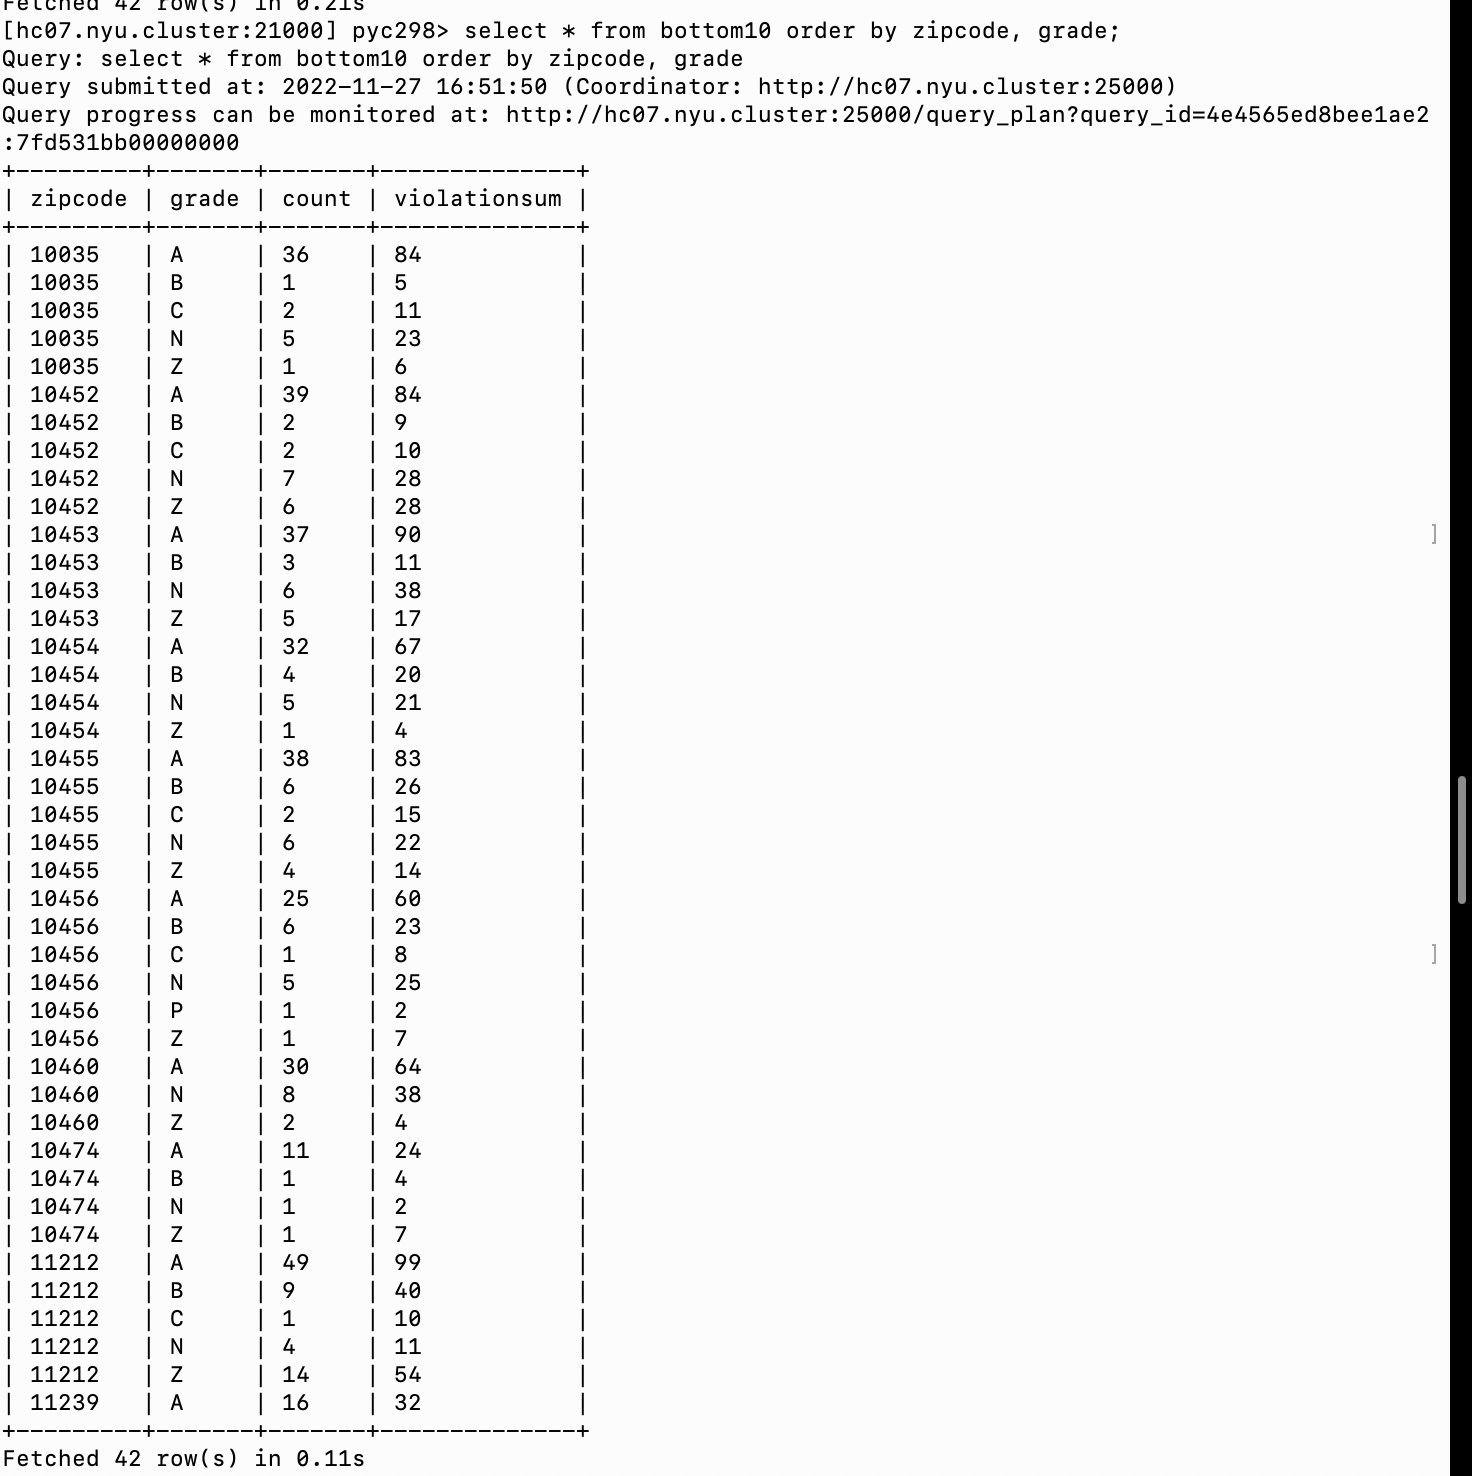 Fetched 42 row(s) in 0.21s
[hc07.nyu.cluster:21000] pyc298> select * from bottom10 order by zipcode, grade;
Query: select * from bottom10 order by zipcode, grade
Query submitted at: 2022-11-27 16:51:50 (Coordinator: http://hc07.nyu.cluster:25000)
Query progress can be monitored at: http://hc07.nyu.cluster:25000/query_plan?query_id=4e4565ed8bee1ae2
:7fd531bb00000000
+---------+-------+-------+--------------+
| zipcode | grade | count | violationsum |
+---------+-------+-------+--------------+
| 10035   | A     | 36    | 84           |
| 10035   | B     | 1     | 5            |
| 10035   | C     | 2     | 11           |
| 10035   | N     | 5     | 23           |
| 10035   | Z     | 1     | 6            |
| 10452   | A     | 39    | 84           |
| 10452   | B     | 2     | 9            |
| 10452   | C     | 2     | 10           |
| 10452   | N     | 7     | 28           |
| 10452   | Z     | 6     | 28           |
| 10453   | A     | 37    | 90           | ]
| 10453   | B     | 3     | 11           |
| 10453   | N     | 6     | 38           |
| 10453   | Z     | 5     | 17           |
| 10454   | A     | 32    | 67           |
| 10454   | B     | 4     | 20           |
| 10454   | N     | 5     | 21           |
| 10454   | Z     | 1     | 4            |
| 10455   | A     | 38    | 83           |
| 10455   | B     | 6     | 26           |
| 10455   | C     | 2     | 15           |
| 10455   | N     | 6     | 22           |
| 10455   | Z     | 4     | 14           |
| 10456   | A     | 25    | 60           |
| 10456   | B     | 6     | 23           |
| 10456   | C     | 1     | 8            | ]
| 10456   | N     | 5     | 25           |
| 10456   | P     | 1     | 2            |
| 10456   | Z     | 1     | 7            |
| 10460   | A     | 30    | 64           |
| 10460   | N     | 8     | 38           |
| 10460   | Z     | 2     | 4            |
| 10474   | A     | 11    | 24           |
| 10474   | B     | 1     | 4            |
| 10474   | N     | 1     | 2            |
| 10474   | Z     | 1     | 7            |
| 11212   | A     | 49    | 99           |
| 11212   | B     | 9     | 40           |
| 11212   | C     | 1     | 10           |
| 11212   | N     | 4     | 11           |
| 11212   | Z     | 14    | 54           |
| 11239   | A     | 16    | 32           |
+---------+-------+-------+--------------+
Fetched 42 row(s) in 0.11s